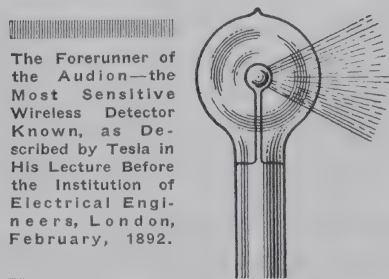 The Forerunner of
the Audion—the
Most Sensitive
Wireless Detector
Known, as De-
scribed by Tesla in
His Lecture Before
the Institution of
Electrical Engi-
neers, London,
February, 1892.